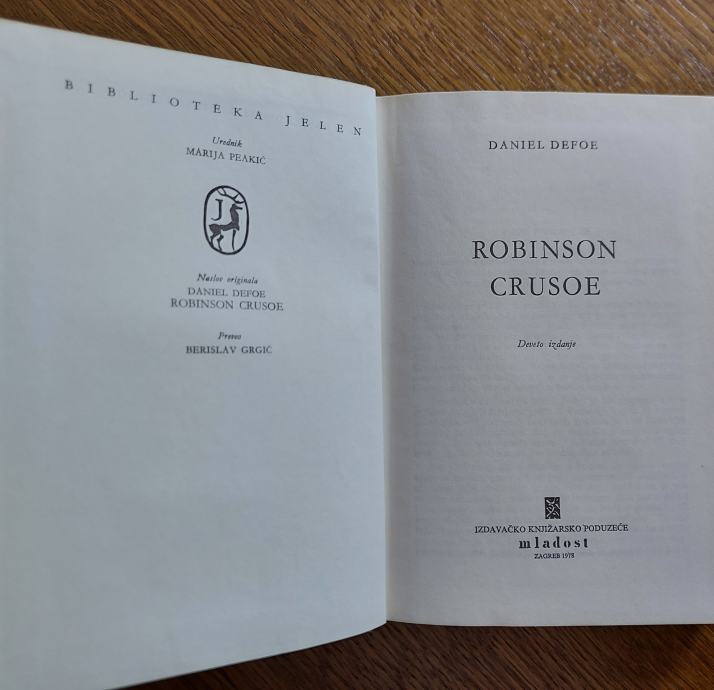 BIBLIOTEKA JELEN
Urednik
MARIJA PEAKIĆ
J
Naslov originala
DANIEL DEFOE
ROBINSON CRUSOE
Preveo
BERISLAV GRGIĆ
DANIEL DEFOE
ROBINSON
CRUSOE
Deveto izdanje
IZDAVAČKO KNJIŽARSKO PODUZEĆE
mladost
ZAGREB 1978